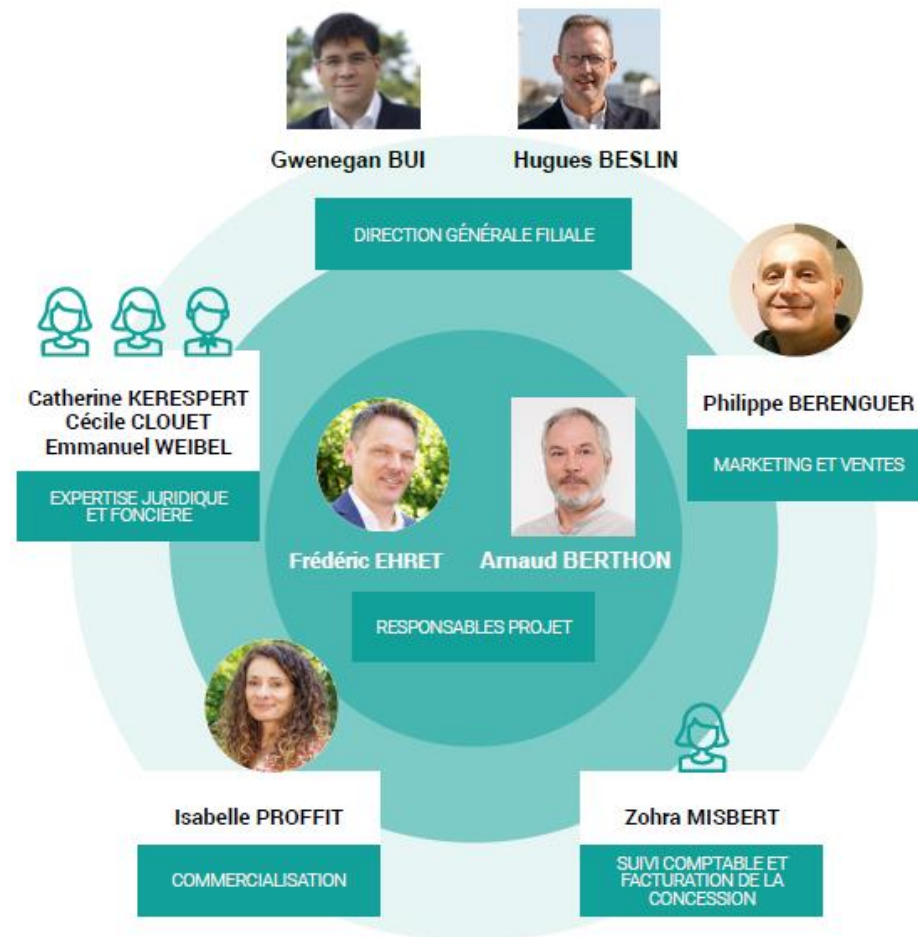 Gwenegan BUI
Hugues BESLIN
DIRECTION GÉNÉRALE FILIALE
Catherine KERESPERT
Cécile CLOUET
Emmanuel WEIBEL
EXPERTISE JURIDIQUE
ET FONCIÈRE
Philippe BERENGUER
MARKETING ET VENTES
Frédéric EHRET
Arnaud BERTHON
RESPONSABLES PROJET
Isabelle PROFFIT
COMMERCIALISATION
Zohra MISBERT
SUIVI COMPTABLE ET
FACTURATION DE LA
CONCESSION